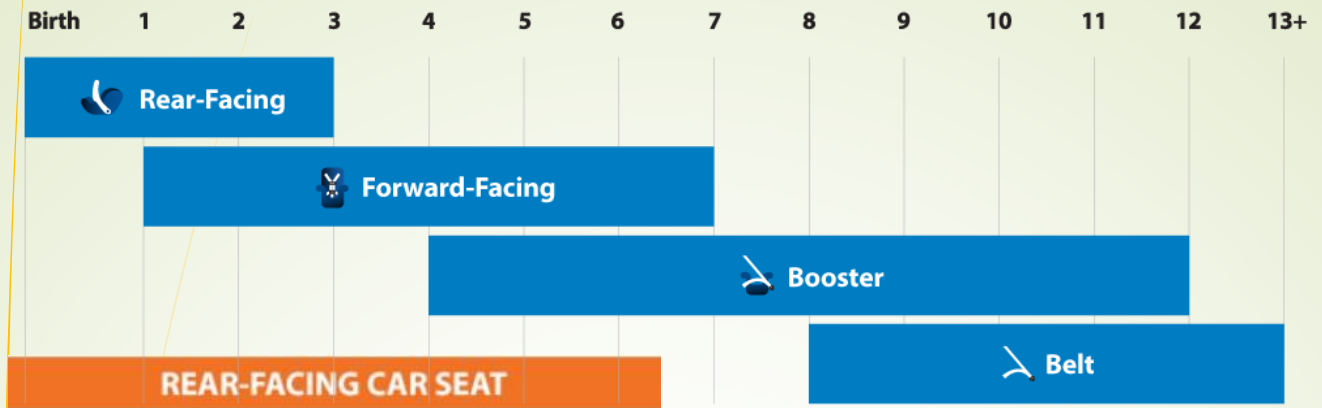 Birth 1 2 3 4 5 6 7 8 9 10 11 12 13+
Rear-Facing
Forward-Facing
Booster
Belt
REAR-FACING CAR SEAT